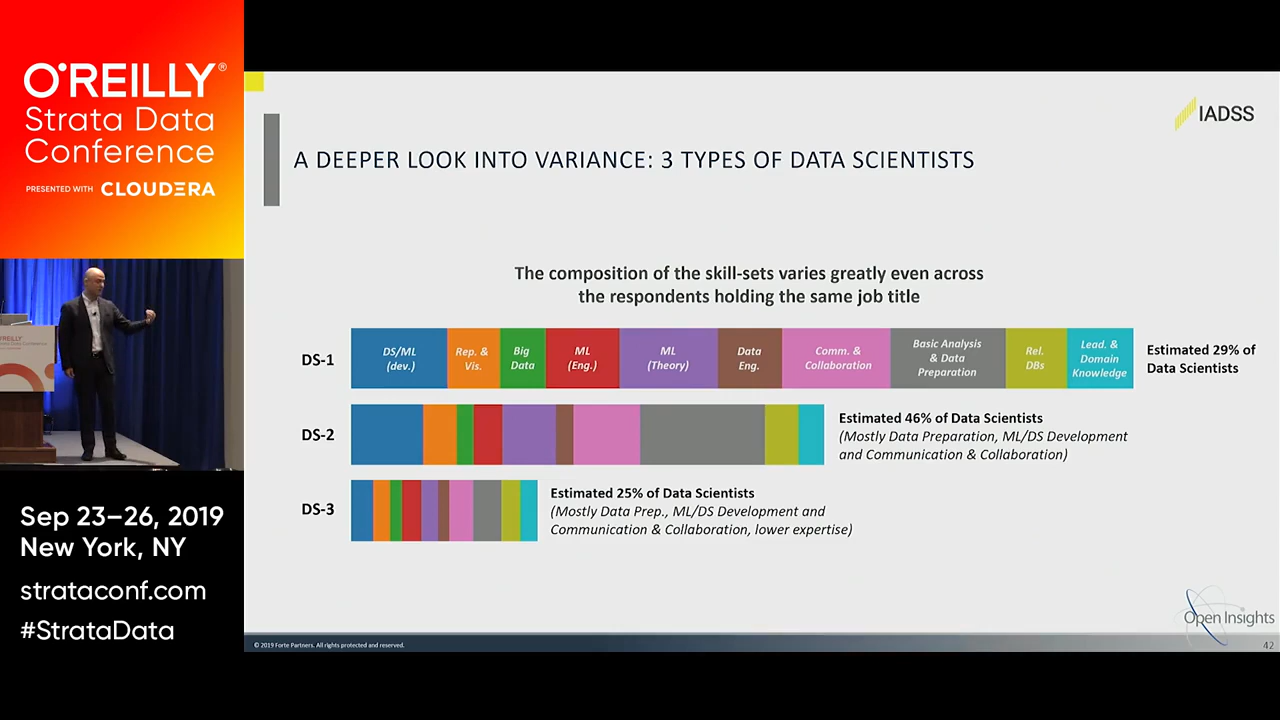 O'REILLY®
Strata Data
Conference
PRESENTED WITH CLOUDERA
Sep 23–26, 2019
New York, NY
strataconf.com
#StrataData
IADSS
A DEEPER LOOK INTO VARIANCE: 3 TYPES OF DATA SCIENTISTS
The composition of the skill-sets varies greatly even across
the respondents holding the same job title
DS-1
DS/ML
(dev.)
Rep. &
Vis.
Big
Data
ML
(Eng.)
ML
(Theory)
Data
Eng.
Comm. &
Collaboration
Basic Analysis
& Data
Preparation
Rel.
DBs
Lead. &
Domain
Knowledge
Estimated 29% of
Data Scientists
DS-2
Estimated 46% of Data Scientists
(Mostly Data Preparation, ML/DS Development
and Communication & Collaboration)
DS-3
Estimated 25% of Data Scientists
(Mostly Data Prep., ML/DS Development and
Communication & Collaboration, lower expertise)
Open Insights
© 2019 Forte Partners. All rights protected and reserved.
42